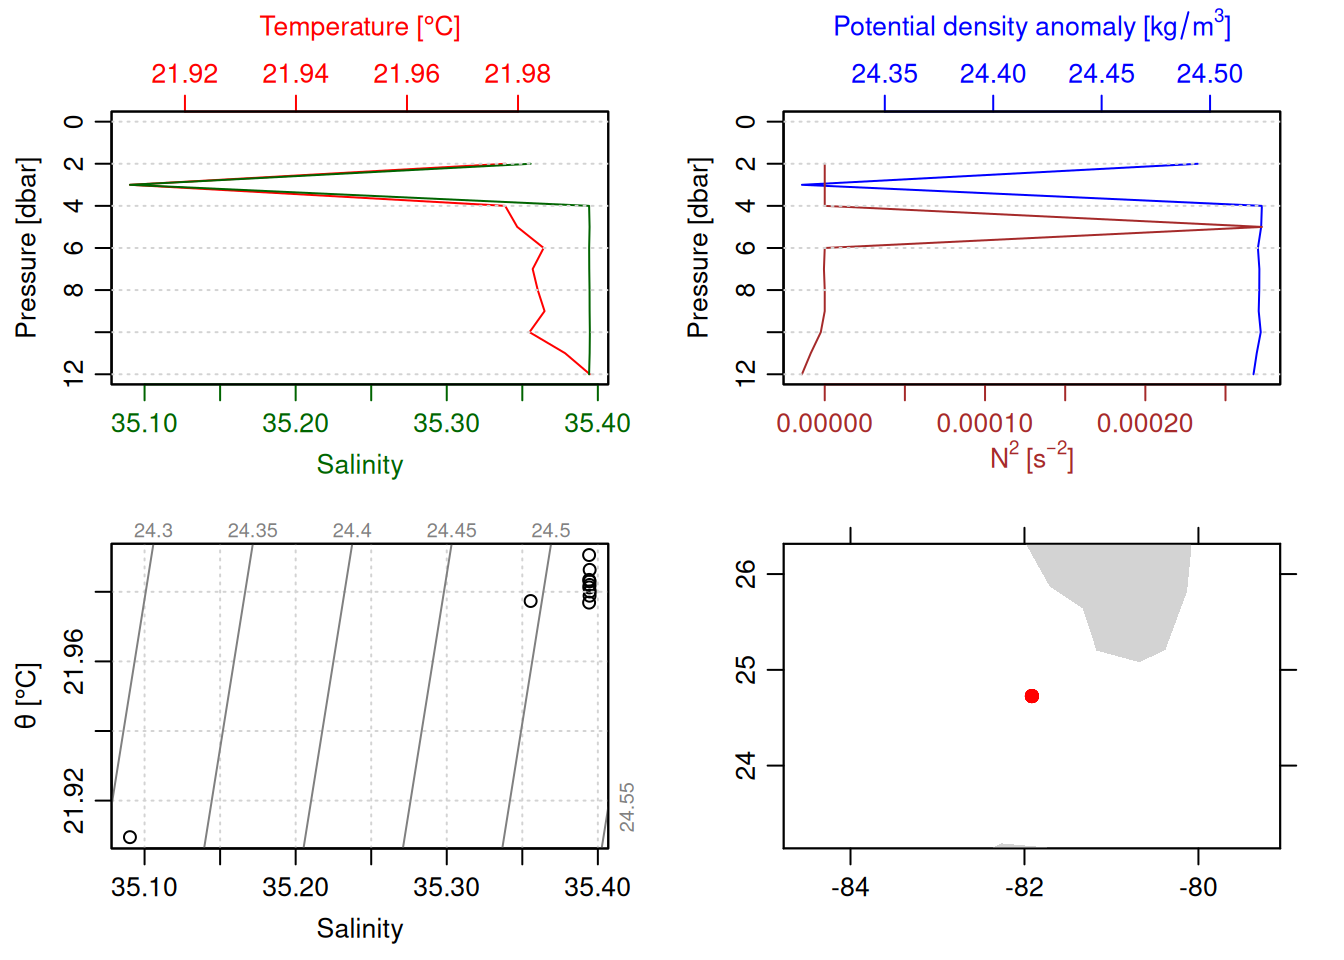 Temperature [°C]
21.92 21.94 21.96 21.98
0
2
4
6
8
12
Pressure [dbar]
35.10 35.20 35.30 35.40
Salinity
Potential density anomaly [kg/m³]
24.35 24.40 24.45 24.50
0
2
4
6
8
12
Pressure [dbar]
0.00000 0.00010 0.00020
N² [s⁻²]
24.3 24.35 24.4 24.45 24.5
24.55
21.96
21.92
θ [°C]
35.10 35.20 35.30 35.40
Salinity
26
25
24
-84 -82 -80